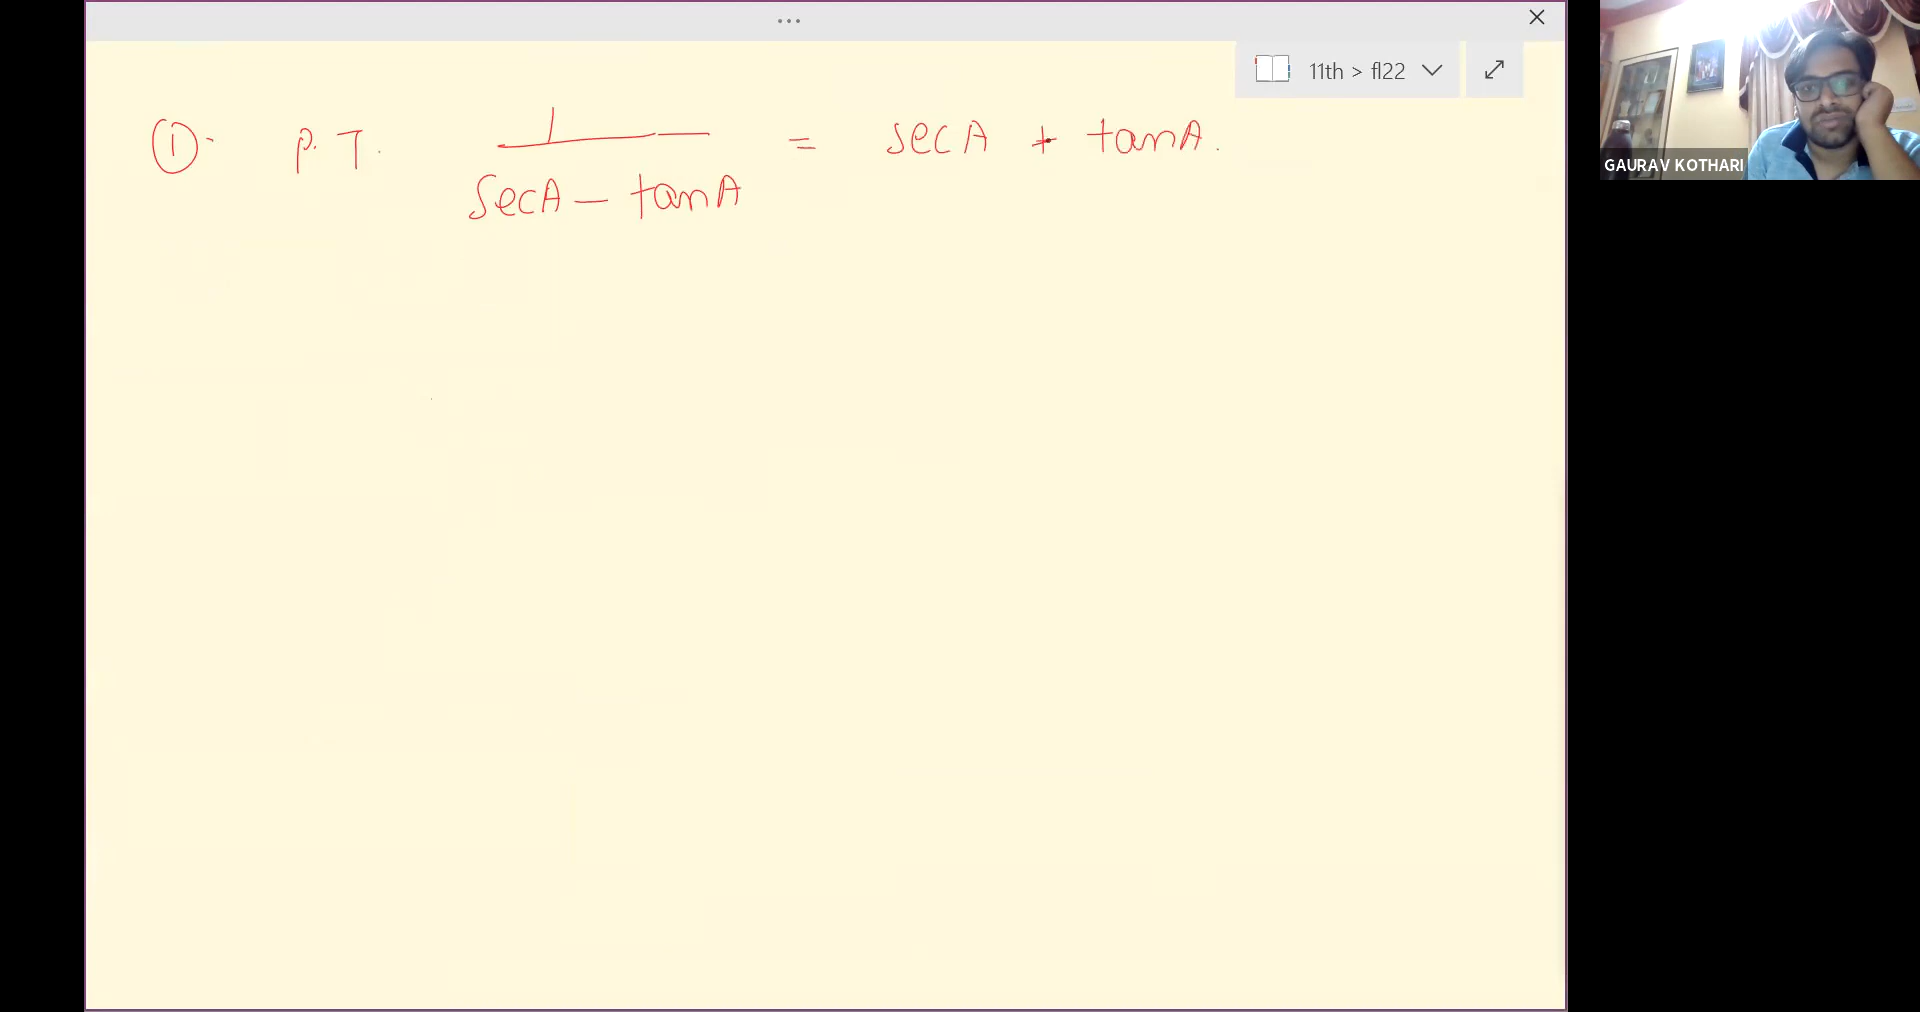 11th > fl22
① P.T. 1 / secA - tanA = secA + tanA.
GAURAV KOTHARI